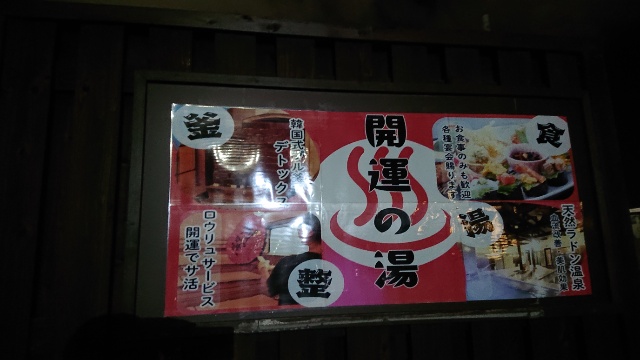 釜
韓国式
デトックス
ロウリュサービス
開運でサ活
整
開運の湯
食
お食事のみも歓迎
各種宴会賜ります
湯
天然ラドン温泉